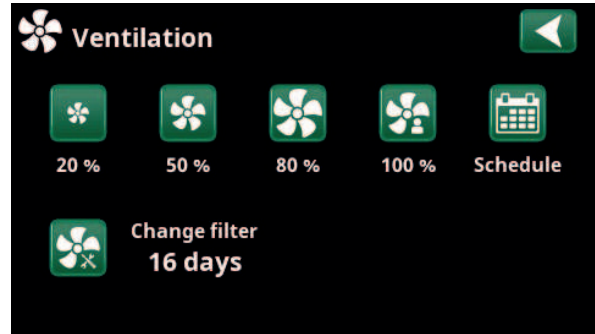 Ventilation
20 %
50 %
80 %
100 %
Schedule
Change filter
16 days